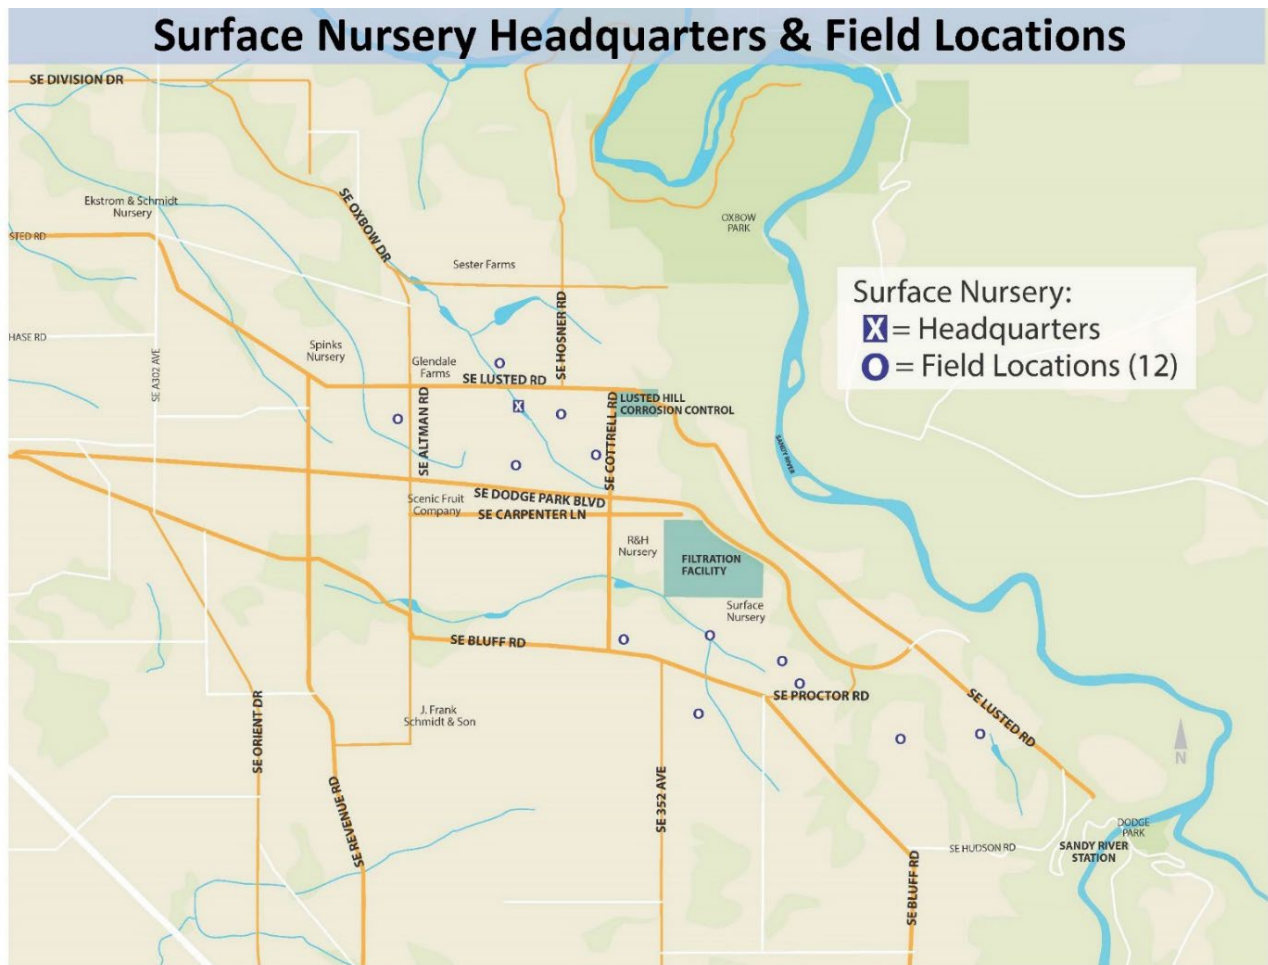 Surface Nursery Headquarters & Field Locations
SE DIVISION DR
Ekstrom & Schmidt
Nursery
SE OXBOW DR
OXBOW
PARK
STED RD
Sester Farms
Surface Nursery:
X = Headquarters
O = Field Locations (12)
HASE RD
SE A302 AVE
Spinks
Nursery
Glendale
Farms
SE HOSNER RD
SE LUSTED RD
X
LUSTED HILL
CORROSION CONTROL
SE ALTMAN RD
SE COTTRELL RD
SANDY RIVER
SE DODGE PARK BLVD
Scenic Fruit
Company
SE CARPENTER LN
R&H
Nursery
FILTRATION
FACILITY
Surface
Nursery
SE BLUFF RD
SE PROCTOR RD
SE LUSTED RD
J. Frank
Schmidt & Son
SE ORIENT DR
SE REVENUE RD
SE 352 AVE
N
DODGE
PARK
SE HUDSON RD
SANDY RIVER
STATION
SE BLUFF RD